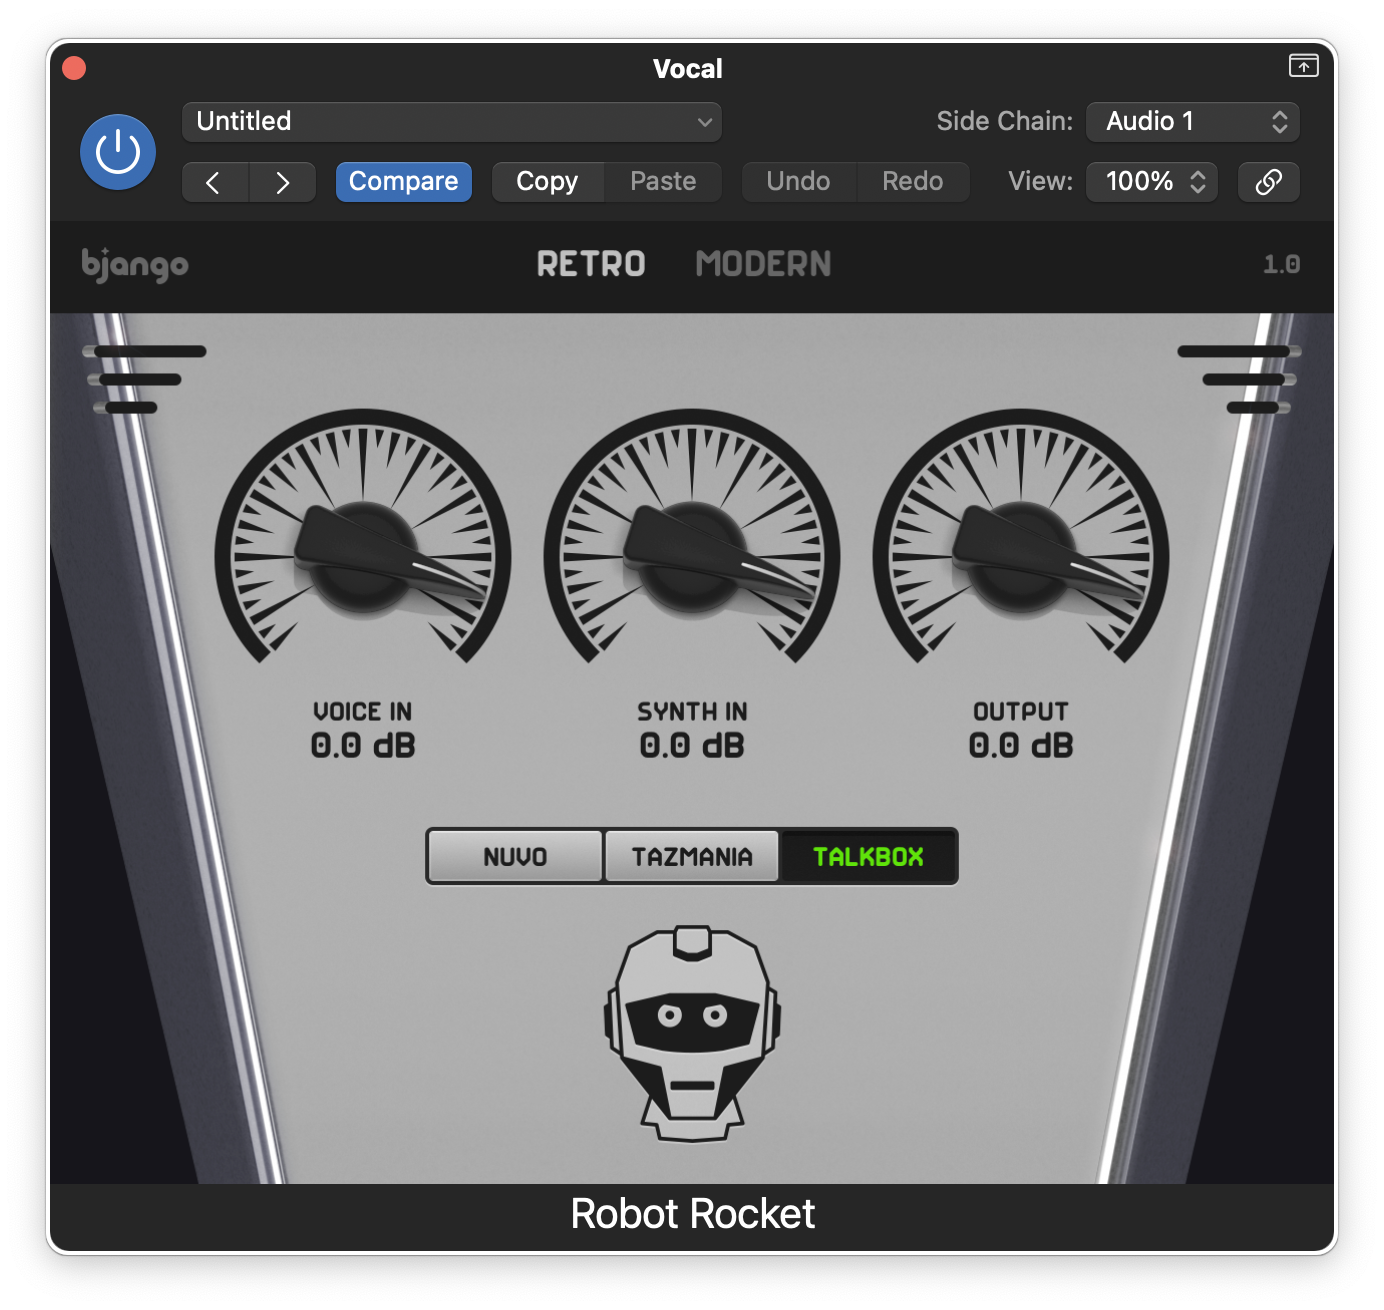 Vocal
Untitled
Side Chain: Audio 1
Compare Copy Paste Undo Redo View: 100%
bjango RETRO MODERN 1.0
VOICE IN SYNTH IN OUTPUT
0.0 dB 0.0 dB 0.0 dB
NUVO TAZMANIA TALKBOX
Robot Rocket